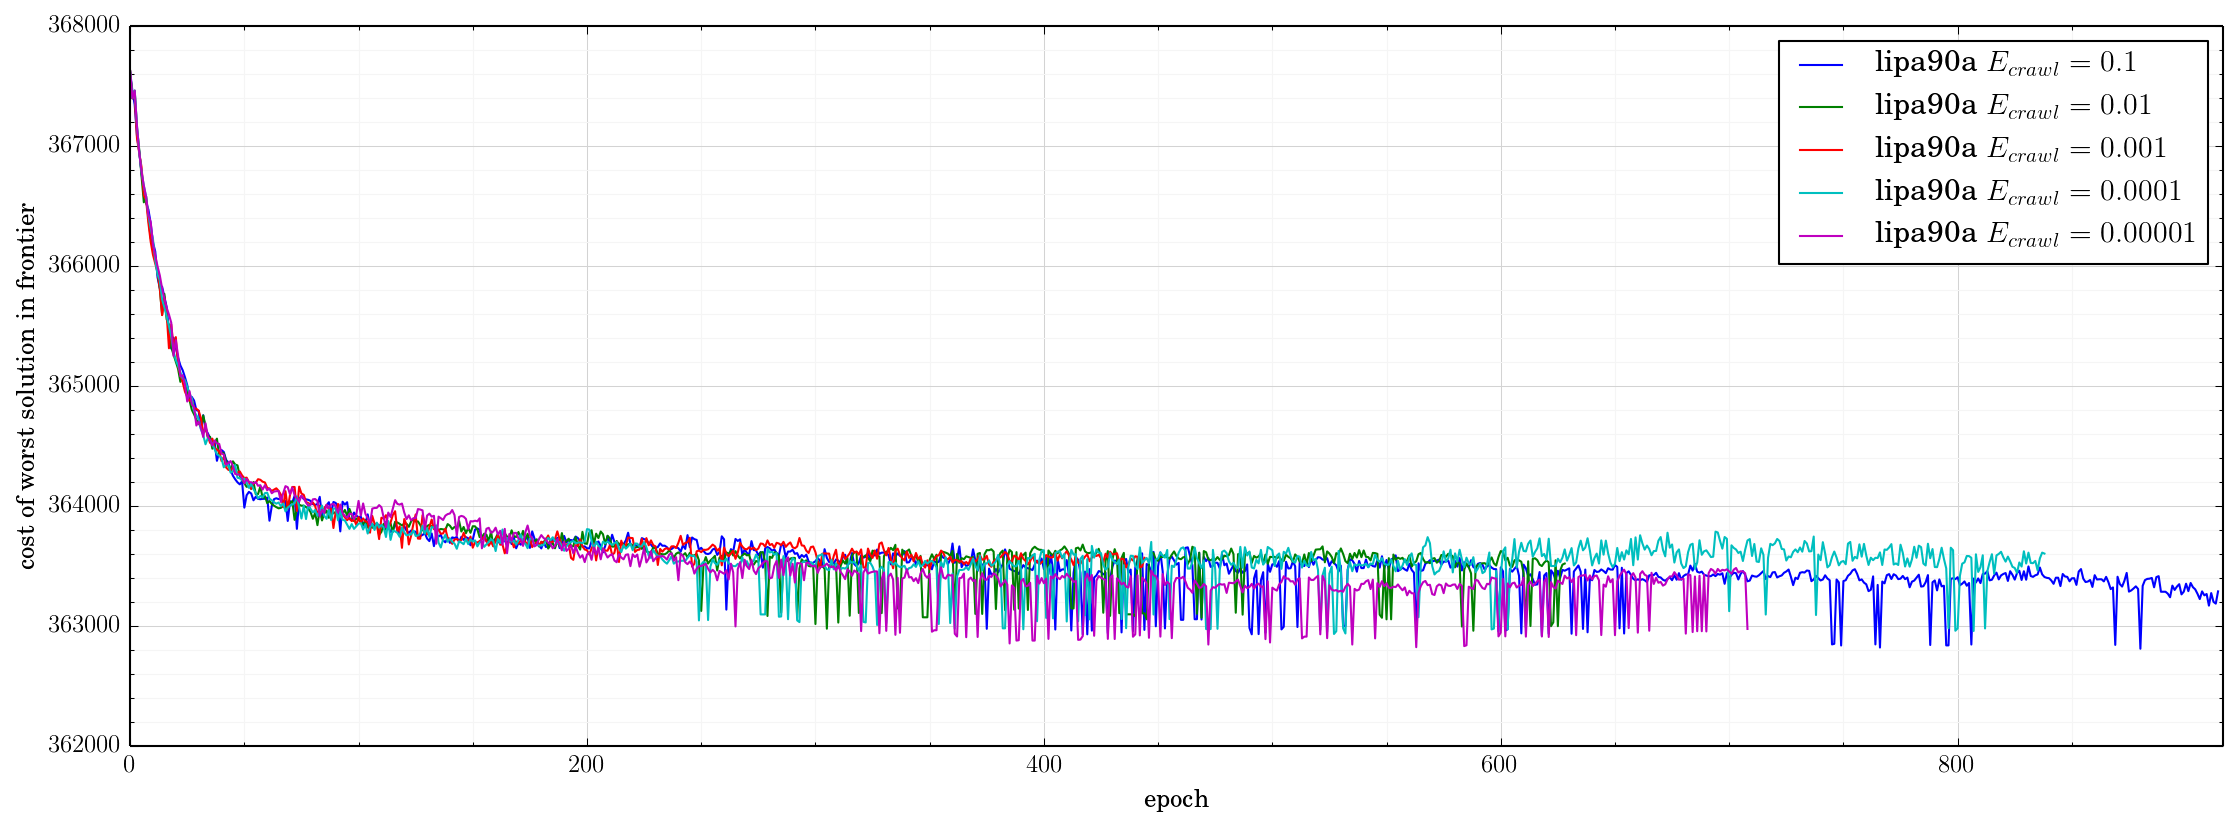 368000
367000
366000
365000
364000
363000
362000
cost of worst solution in frontier
0 200 400 600 800
epoch
lipa90a E_crawl = 0.1
lipa90a E_crawl = 0.01
lipa90a E_crawl = 0.001
lipa90a E_crawl = 0.0001
lipa90a E_crawl = 0.00001